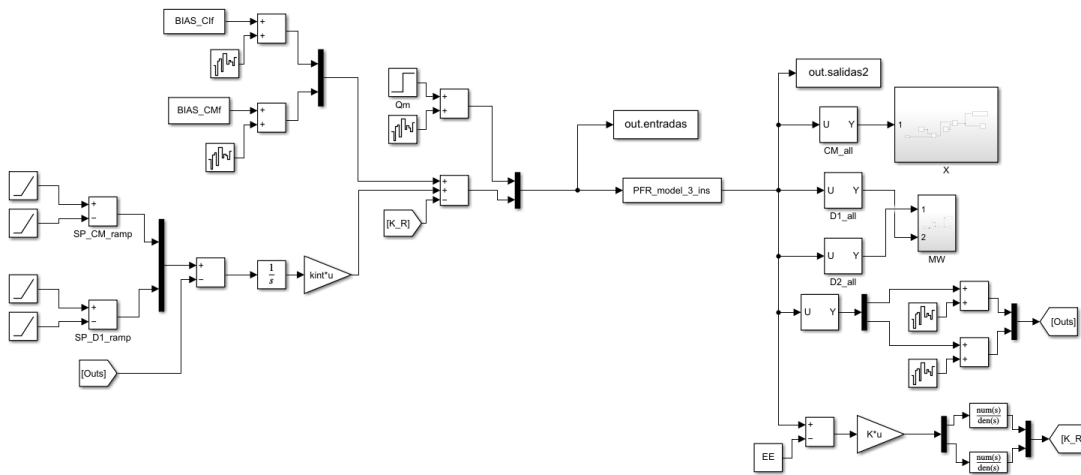 BIAS_CIf
+
+
BIAS_CMf
+
+
Qm
+
+
out.entradas
out.salidas2
U Y
CM_all
1
X
+
−
SP_CM_ramp
+
+
−
[K_R]
PFR_model_3_ins
U Y
D1_all
1
2
MW
+
−
1
s
kint*u
U Y
D2_all
+
−
SP_D1_ramp
U Y
+
+
+
+
[Outs]
[Outs]
EE
+
−
K*u
num(s)
den(s)
num(s)
den(s)
[K_R